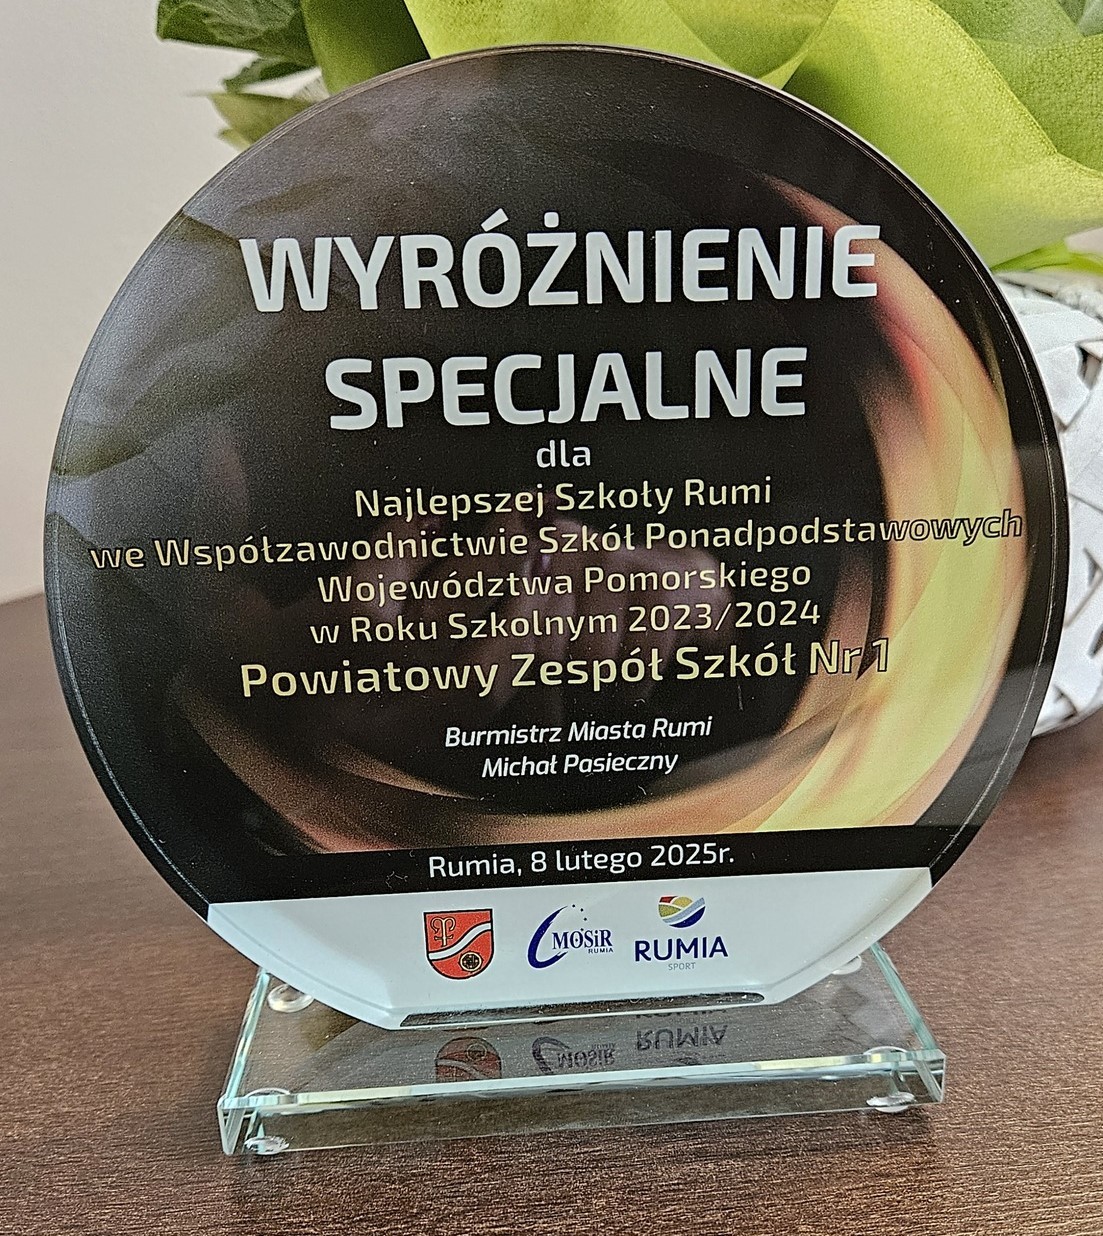 WYRÓŻNIENIE
SPECJALNE
dla
Najlepszej Szkoły Rumi
we Współzawodnictwie Szkół Ponadpodstawowych
Województwa Pomorskiego
w Roku Szkolnym 2023/2024
Powiatowy Zespół Szkół Nr 1
Burmistrz Miasta Rumi
Michał Pasieczny
Rumia, 8 lutego 2025r.
MOSiR
RUMIA
RUMIA
SPORT